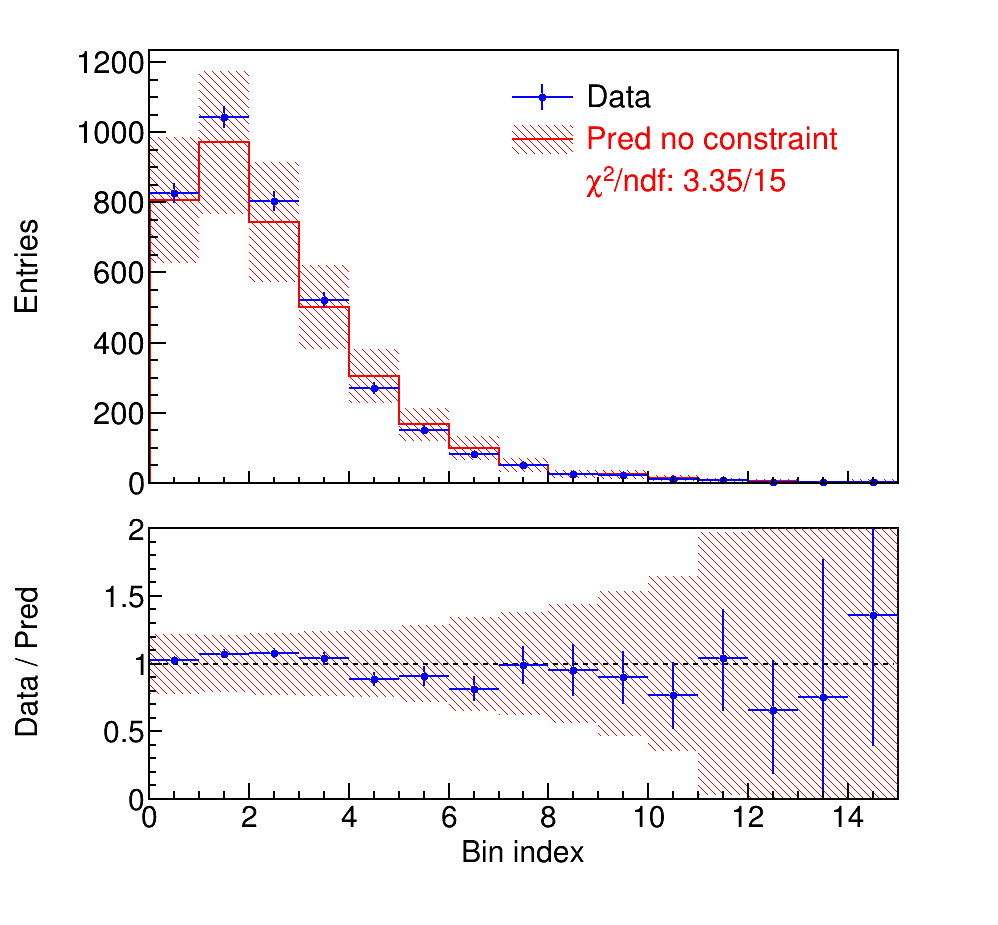 1200
1000
800
600
400
200
0
Entries
Data
Pred no constraint
χ²/ndf: 3.35/15
2
1.5
1
0.5
0
Data / Pred
0 2 4 6 8 10 12 14
Bin index